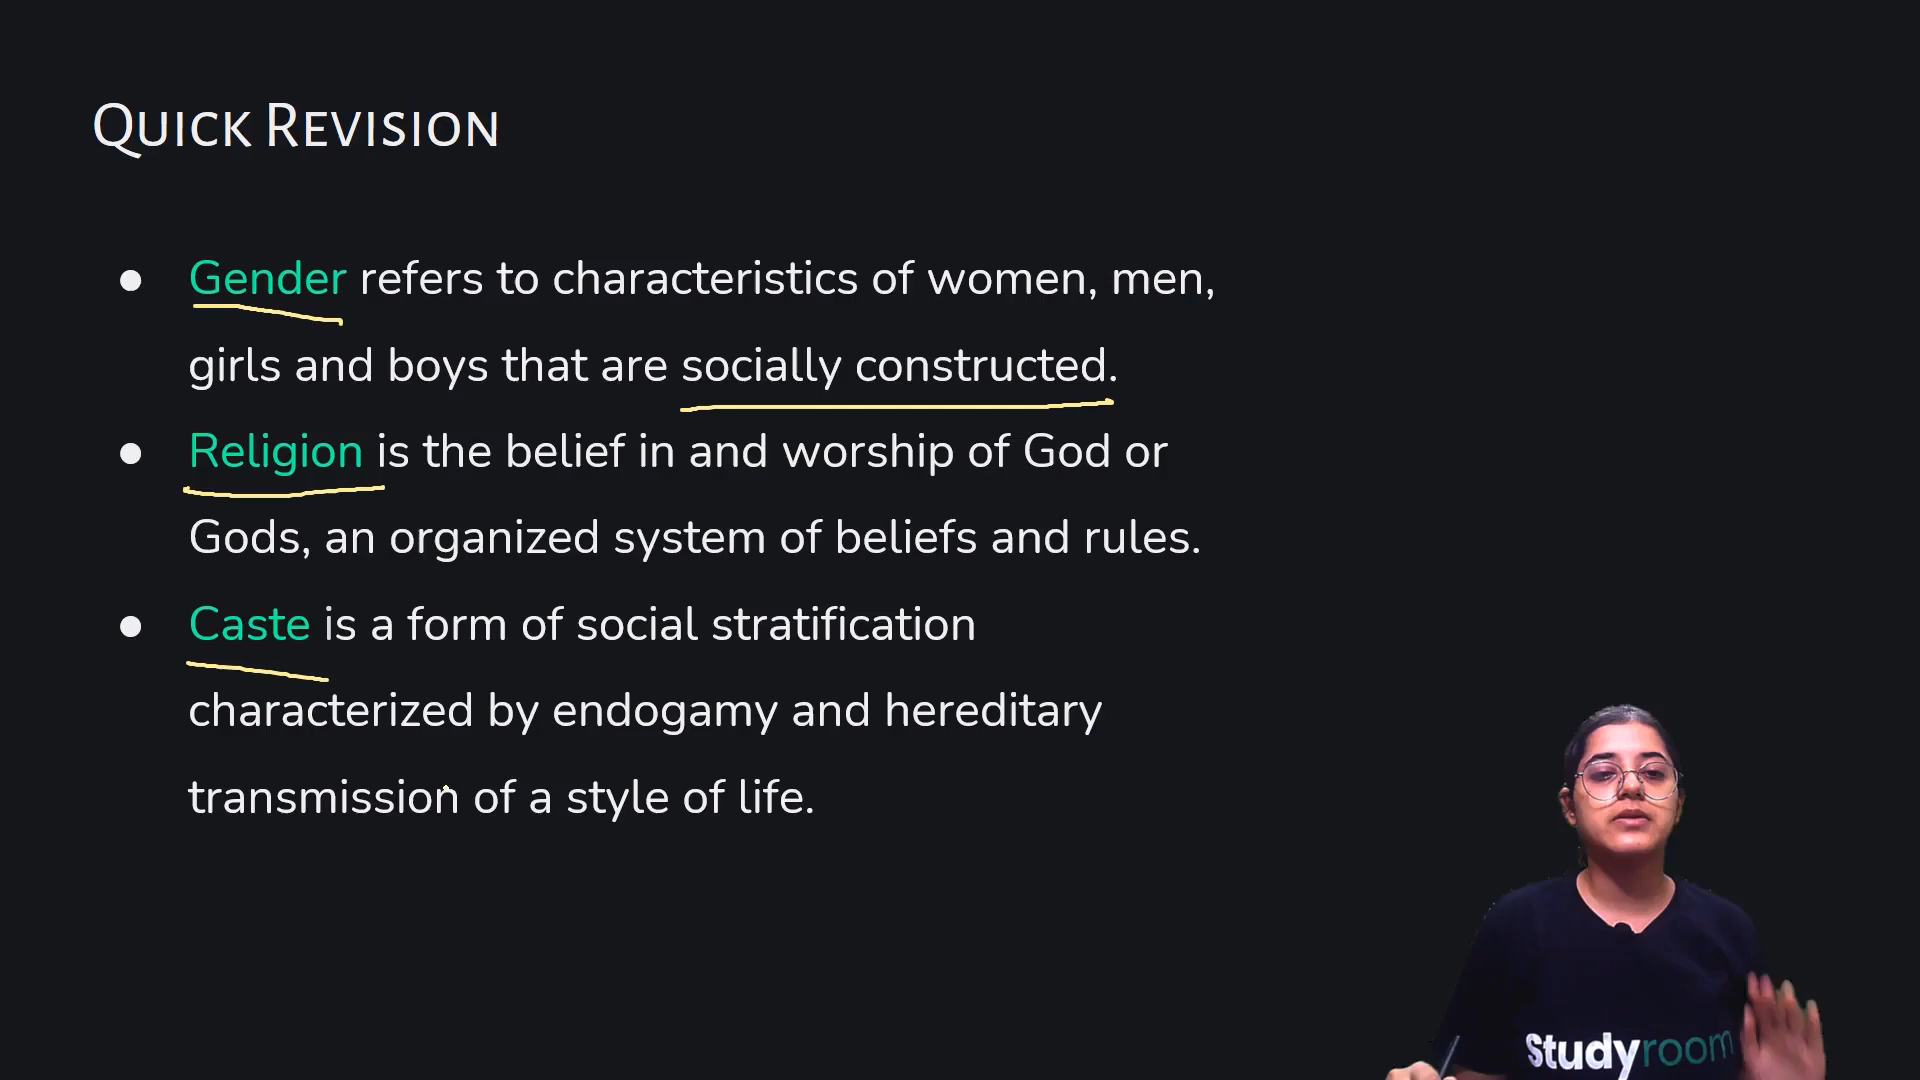 Quick Revision
● Gender refers to characteristics of women, men,
girls and boys that are socially constructed.
● Religion is the belief in and worship of God or
Gods, an organized system of beliefs and rules.
● Caste is a form of social stratification
characterized by endogamy and hereditary
transmission of a style of life.
Studyroom